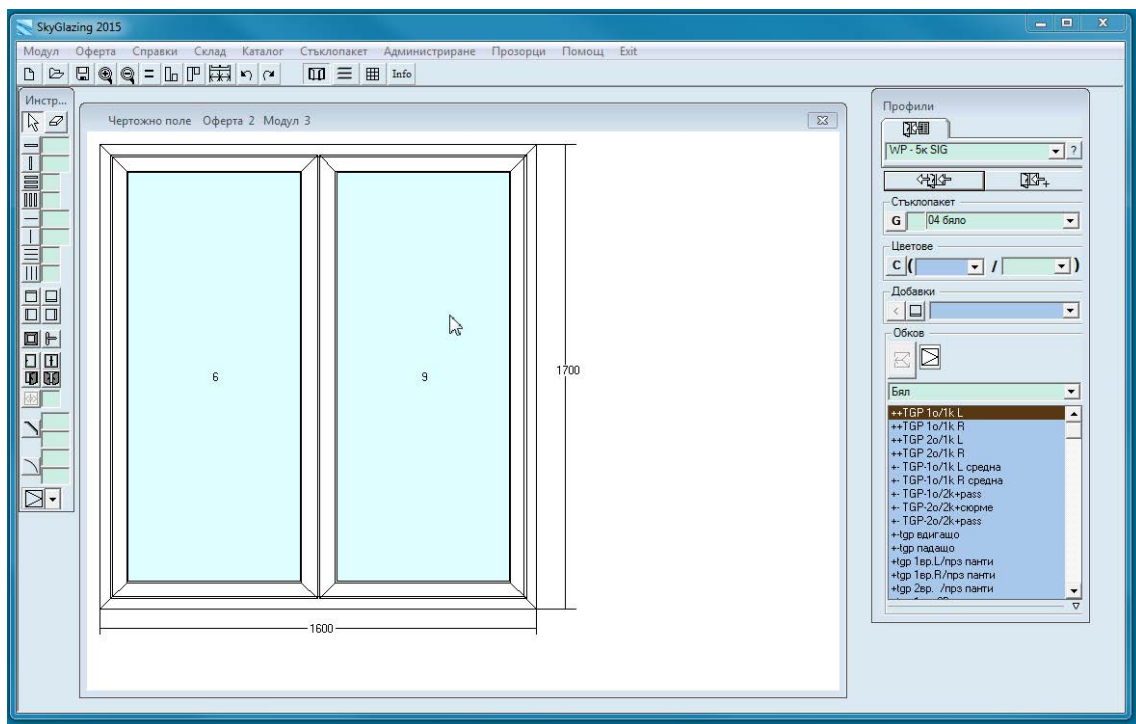 SkyGlazing 2015
Модул Оферта Справки Склад Каталог Стъклопакет Администриране Прозорци Помощ Exit
Info
Инстр...
Чертожно поле Оферта 2 Модул 3
6
9
1700
1600
Профили
WP - 5к SIG
?
Стъклопакет
G 04 бяло
Цветове
C ( / )
Добавки
<
Обков
Бял
++TGP 1o/1k L
++TGP 1o/1k R
++TGP 2o/1k L
++TGP 2o/1k R
+- TGP-1o/1k L средна
+- TGP-1o/1k R средна
+- TGP-1o/2k+pass
+- TGP-2o/2k+сюрме
+- TGP-2o/2k+pass
+-tgp вдигащо
+-tgp падащо
+tgp 1вр.L/прз панти
+tgp 1вр.R/прз панти
+tgp 2вр. /прз панти